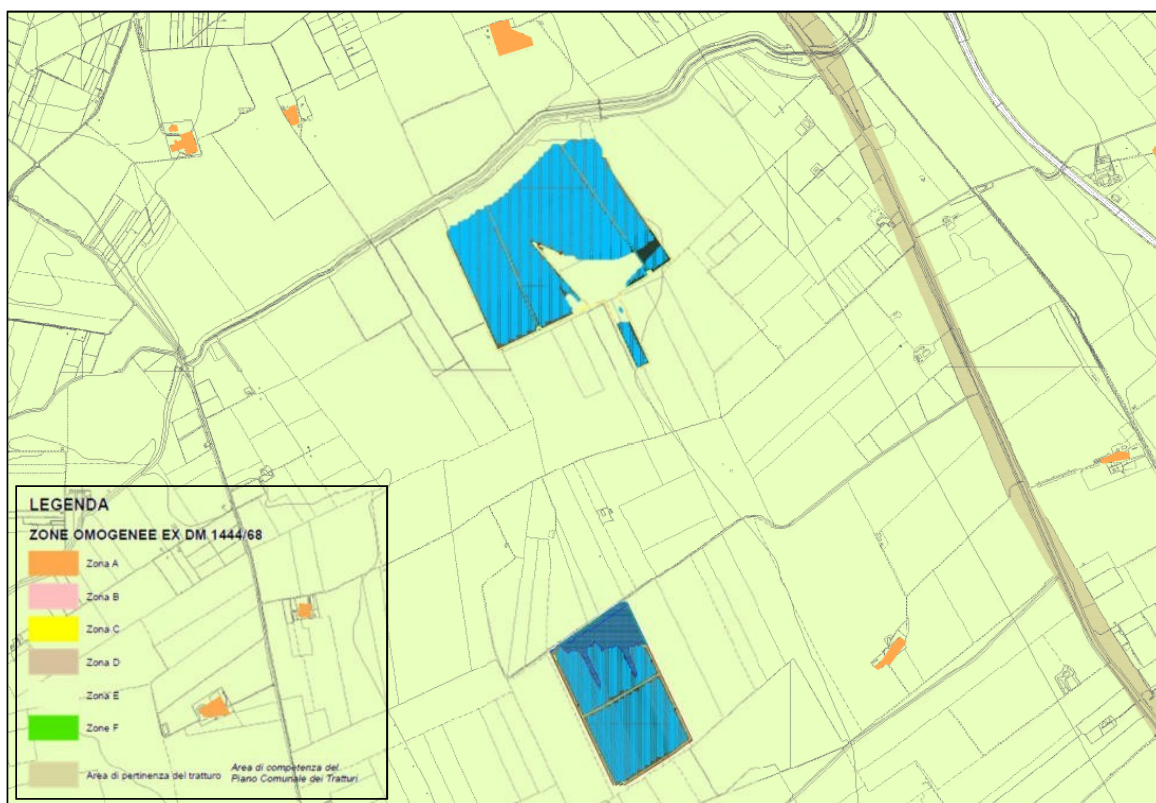 LEGENDA
ZONE OMOGENEE EX DM 1444/68
Zona A
Zona B
Zona C
Zona D
Zona E
Zone F
Area di pertinenza del tratturo
Area di competenza del
Piano Comunale dei Tratturi